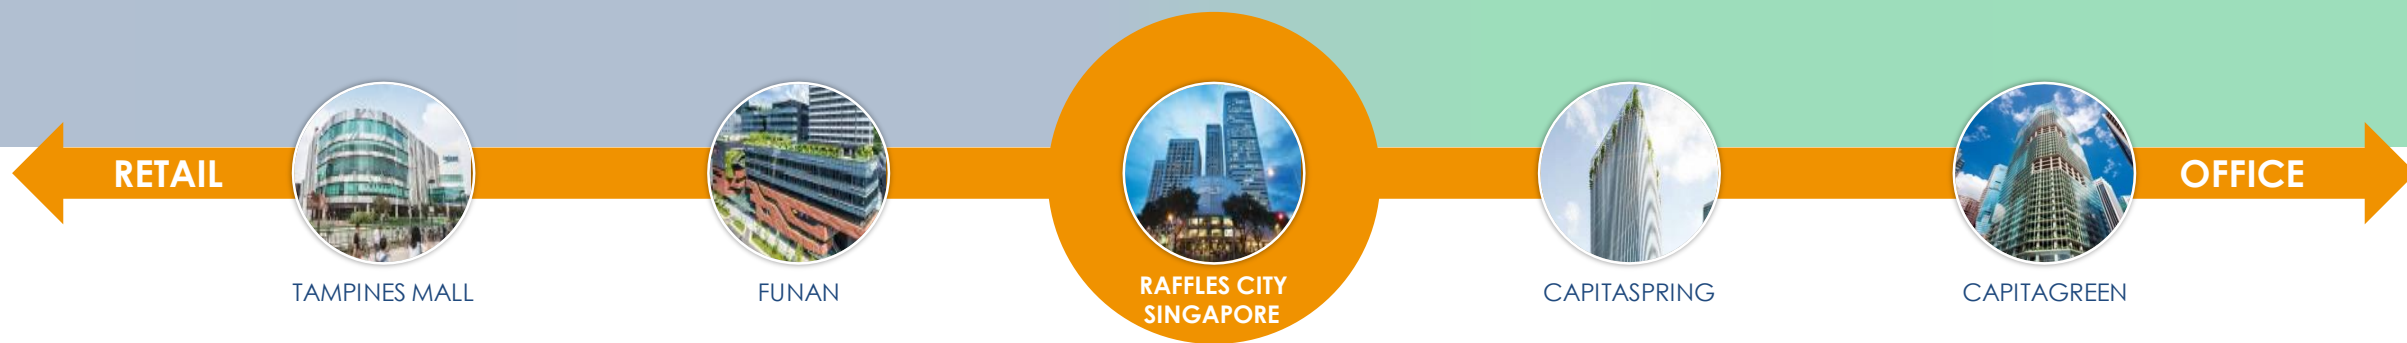 RETAIL
OFFICE
TAMPINES MALL
FUNAN
RAFFLES CITY
SINGAPORE
CAPITASPRING
CAPITAGREEN